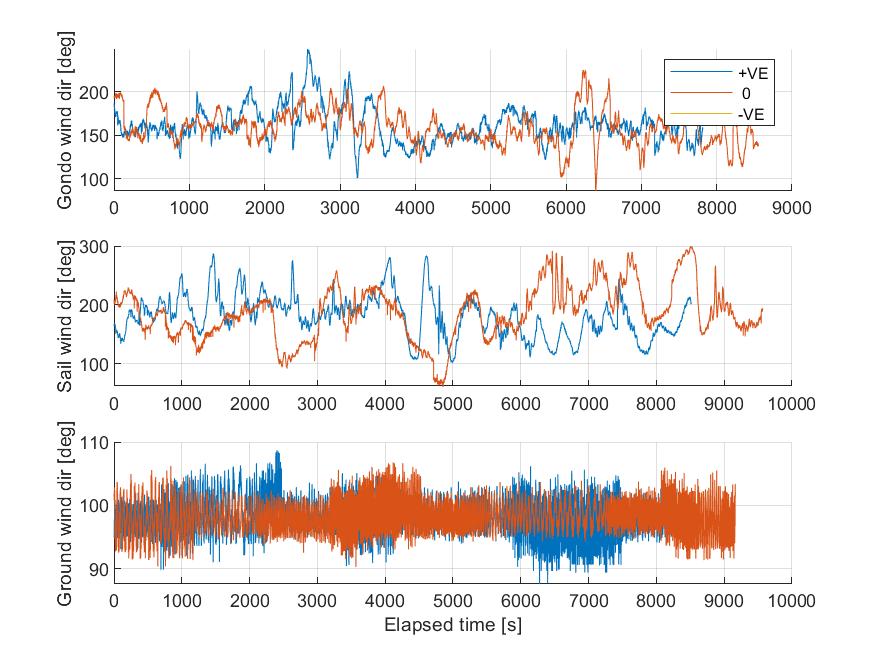 Gondo wind dir [deg]
200
150
100
0 1000 2000 3000 4000 5000 6000 7000 8000 9000
+VE
0
-VE
Sail wind dir [deg]
300
200
100
0 1000 2000 3000 4000 5000 6000 7000 8000 9000 10000
Ground wind dir [deg]
110
100
90
0 1000 2000 3000 4000 5000 6000 7000 8000 9000 10000
Elapsed time [s]